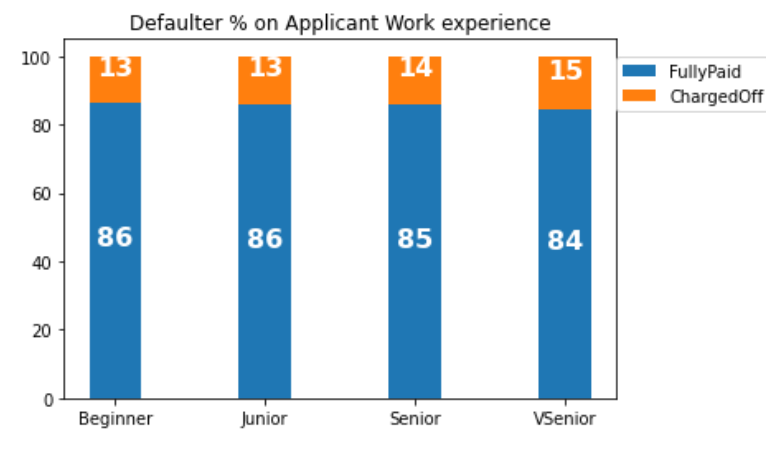 Defaulter % on Applicant Work experience
100
80
60
40
20
0
13 13 14 15
86 86 85 84
Beginner Junior Senior VSenior
FullyPaid
ChargedOff